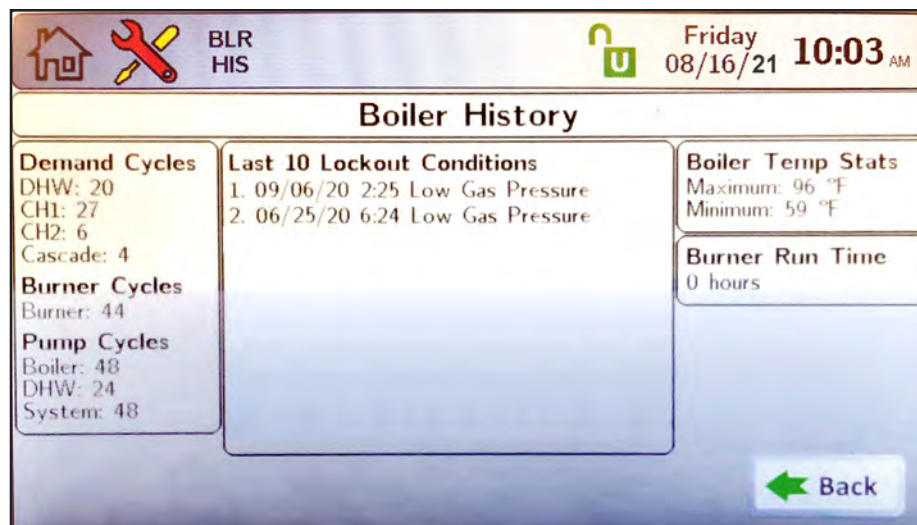 BLR
HIS
U
Friday
08/16/21
10:03 AM
Boiler History
Demand Cycles
DHW: 20
CH1: 27
CH2: 6
Cascade: 4
Burner Cycles
Burner: 44
Pump Cycles
Boiler: 48
DHW: 24
System: 48
Last 10 Lockout Conditions
1. 09/06/20 2:25 Low Gas Pressure
2. 06/25/20 6:24 Low Gas Pressure
Boiler Temp Stats
Maximum: 96 °F
Minimum: 59 °F
Burner Run Time
0 hours
Back